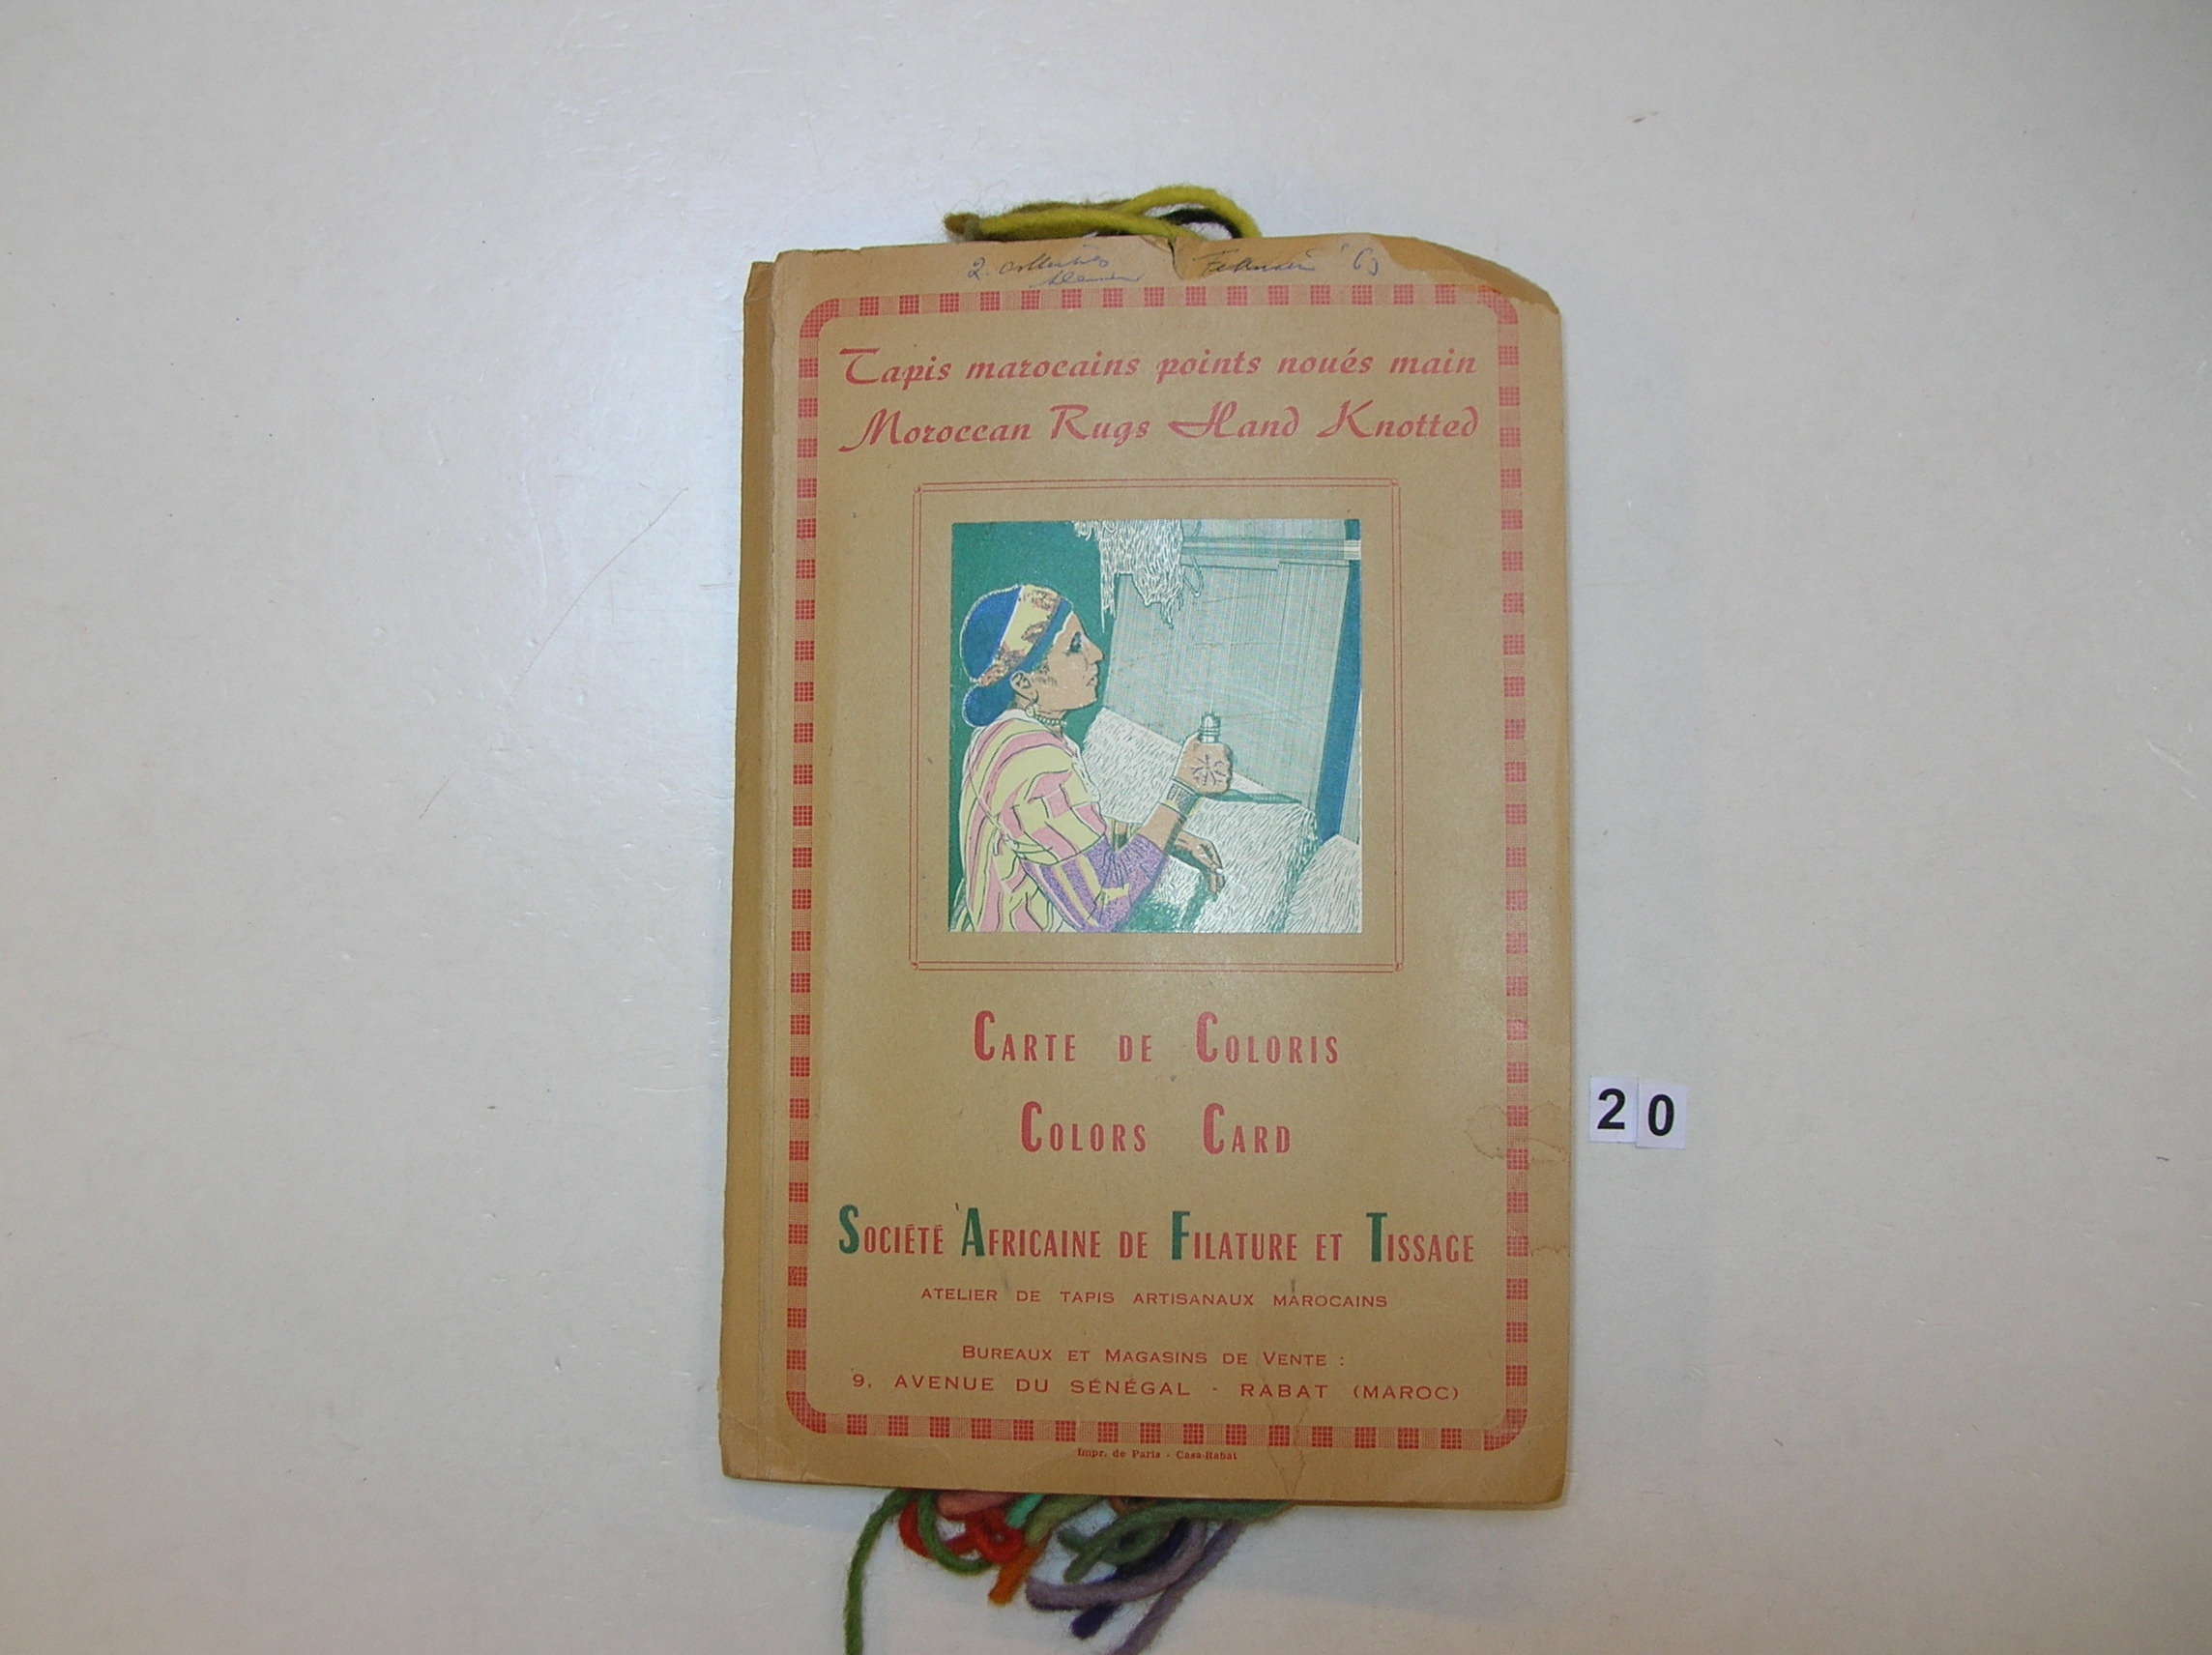 2.
Tapis marocains points noués main
Moroccan Rugs Hand Knotted
CARTE DE COLORIS
COLORS CARD
SOCIÉTÉ AFRICAINE DE FILATURE ET TISSAGE
ATELIER DE TAPIS ARTISANAUX MAROCAINS
BUREAUX ET MAGASINS DE VENTE :
9, AVENUE DU SÉNÉGAL - RABAT (MAROC)
Impr. de Paris - Casa-Rabat
20